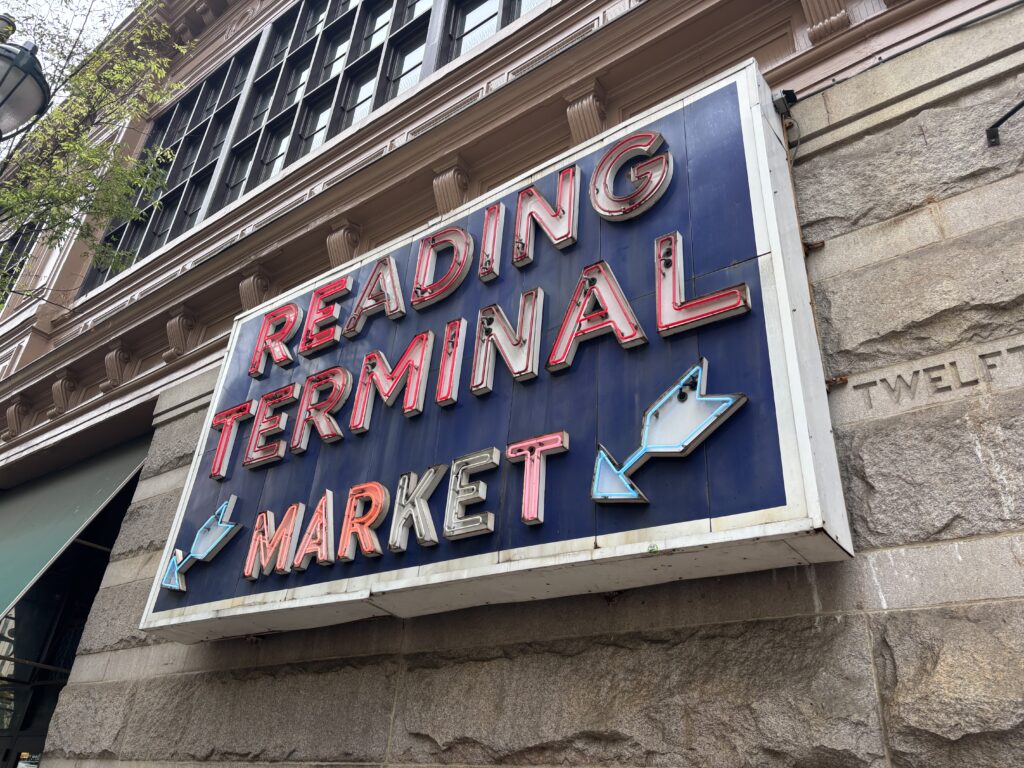 READING
TERMINAL
MARKET
TWELFT